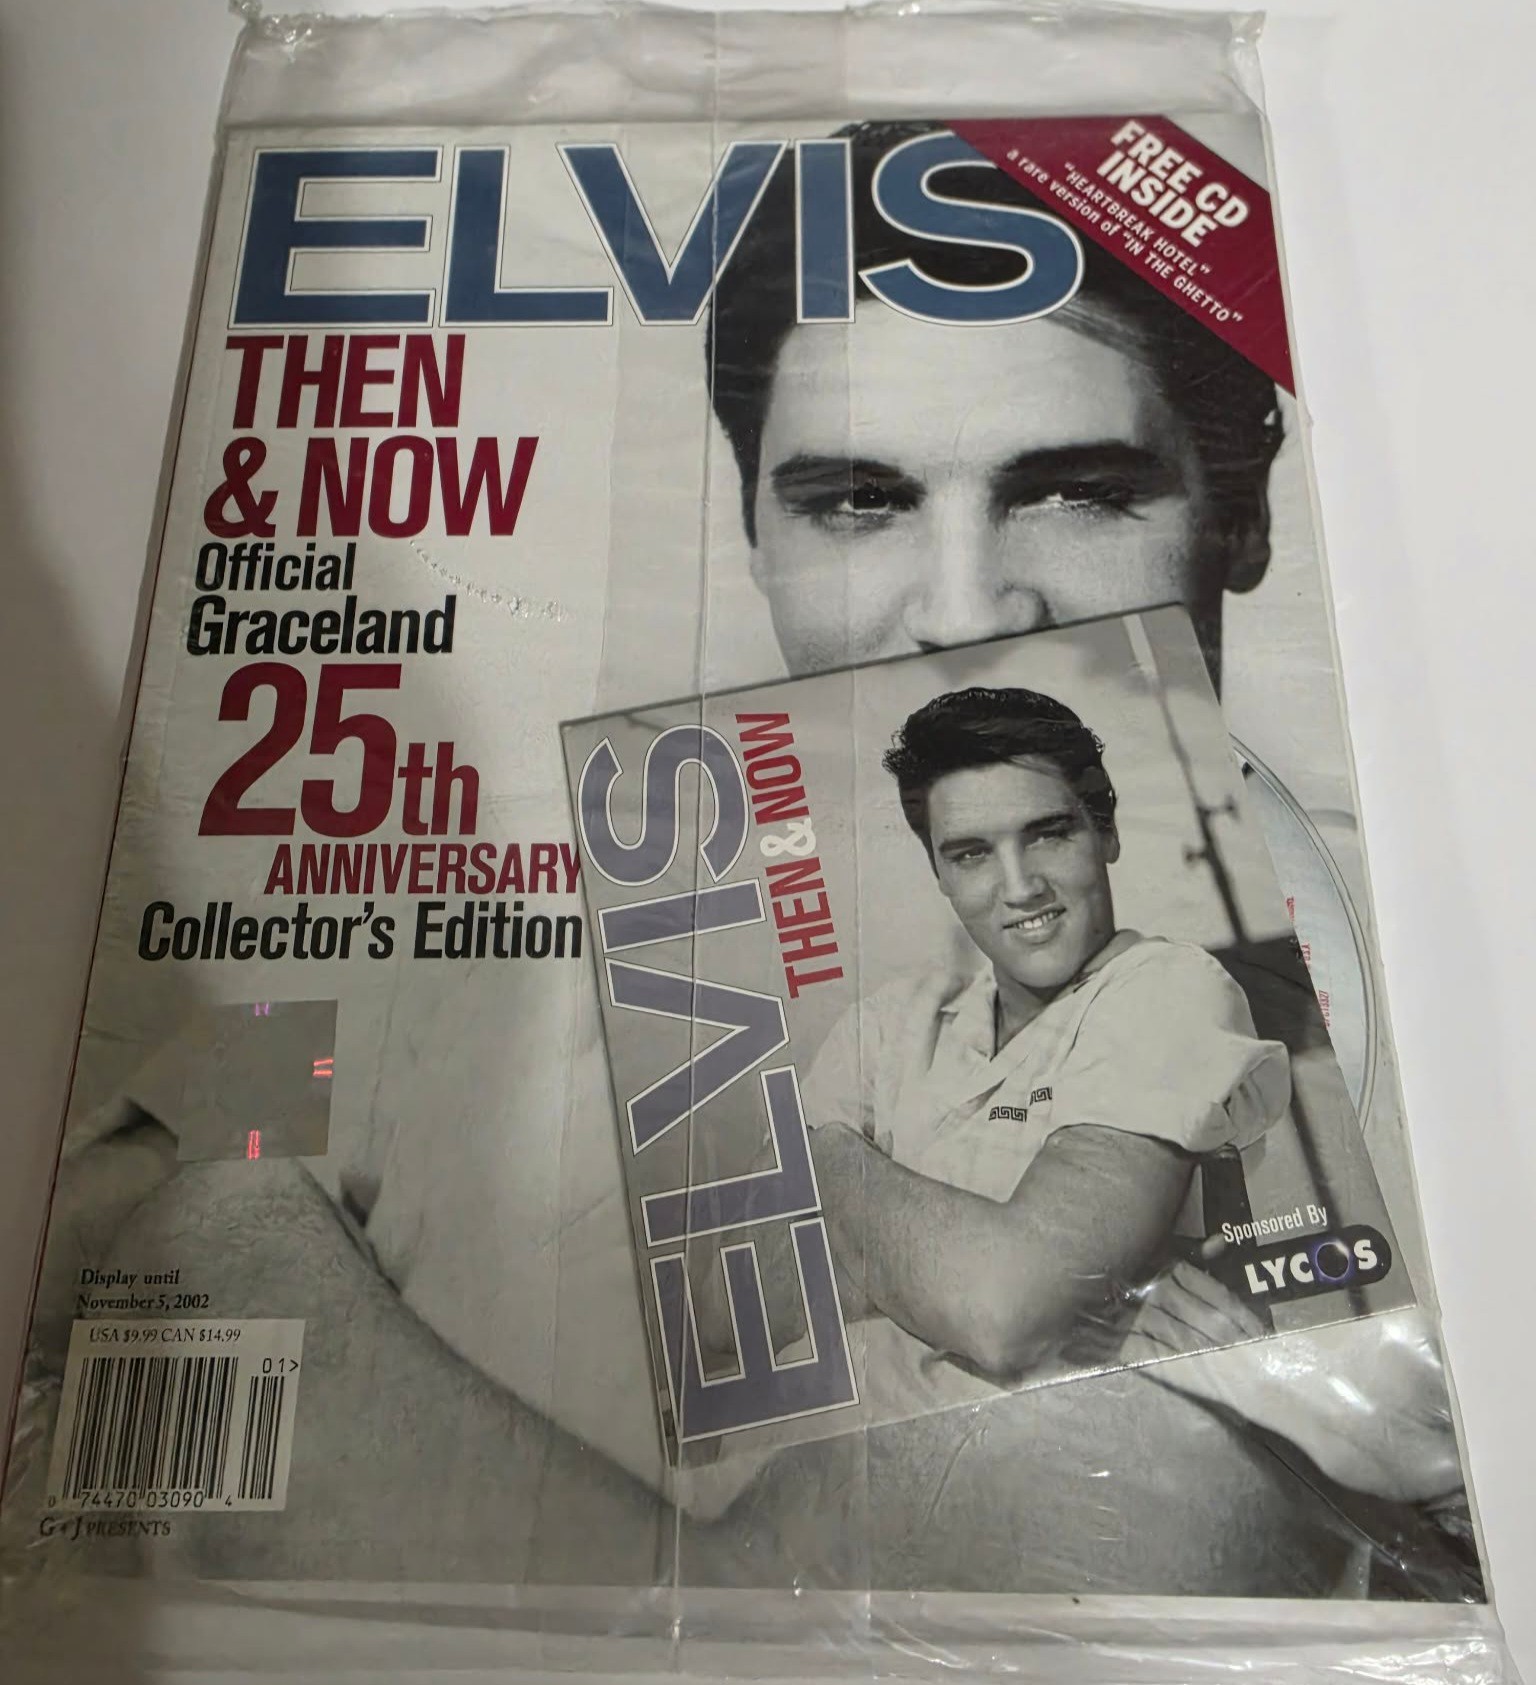 ELVIS
FREE CD
INSIDE
"HEARTBREAK HOTEL"
a rare version of "IN THE GHETTO"
THEN
& NOW
Official
Graceland
25th
ANNIVERSARY
Collector's Edition
ELVIS
THEN & NOW
Sponsored By
LYCOS
Display until
November 5, 2002
USA $9.99 CAN $14.99
01>
0 74470 03090 4
G+J PRESENTS